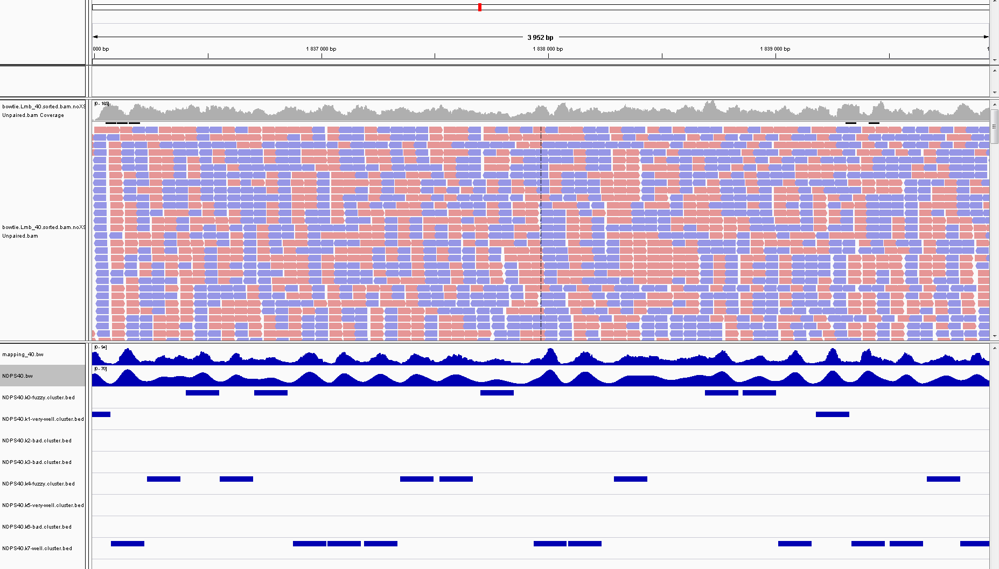 3 952 bp
000 bp
1 837 000 bp
1 838 000 bp
1 839 000 bp
1
[0 - 165]
bowtie.Lmb_40.sorted.bam.noXS
Unpaired.bam Coverage
bowtie.Lmb_40.sorted.bam.noXS
Unpaired.bam
[0 - 94]
mapping_40.bw
[0 - 70]
NDPS40.bw
NDPS40.k0-fuzzy.cluster.bed
NDPS40.k1-very-well.cluster.bed
NDPS40.k2-bad.cluster.bed
NDPS40.k3-bad.cluster.bed
NDPS40.k4-fuzzy.cluster.bed
NDPS40.k5-very-well.cluster.bed
NDPS40.k6-bad.cluster.bed
NDPS40.k7-well.cluster.bed